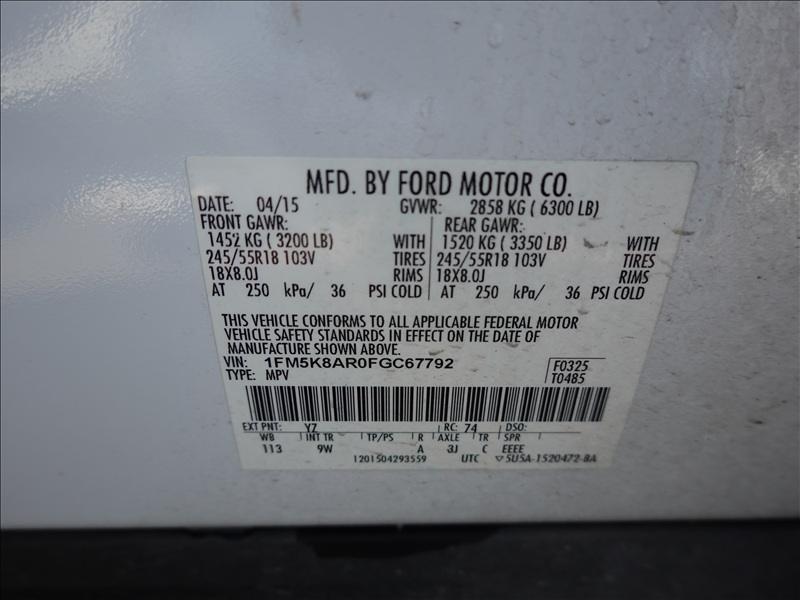 MFD. BY FORD MOTOR CO.
DATE: 04/15 GVWR: 2858 KG ( 6300 LB)
FRONT GAWR: REAR GAWR:
1452 KG ( 3200 LB) WITH 1520 KG ( 3350 LB) WITH
245/55R18 103V TIRES 245/55R18 103V TIRES
18X8.0J RIMS 18X8.0J RIMS
AT 250 kPa/ 36 PSI COLD AT 250 kPa/ 36 PSI COLD
THIS VEHICLE CONFORMS TO ALL APPLICABLE FEDERAL MOTOR
VEHICLE SAFETY STANDARDS IN EFFECT ON THE DATE OF
MANUFACTURE SHOWN ABOVE.
VIN: 1FM5K8AR0FGC67792 F0325
TYPE: MPV T0485
EXT PNT: YZ RC: 74 DSO:
WB INT TR TP/PS R AXLE TR SPR
113 9W A 3J C EEEE
1201504293559 UTC ▽5U5A-1520472-8A